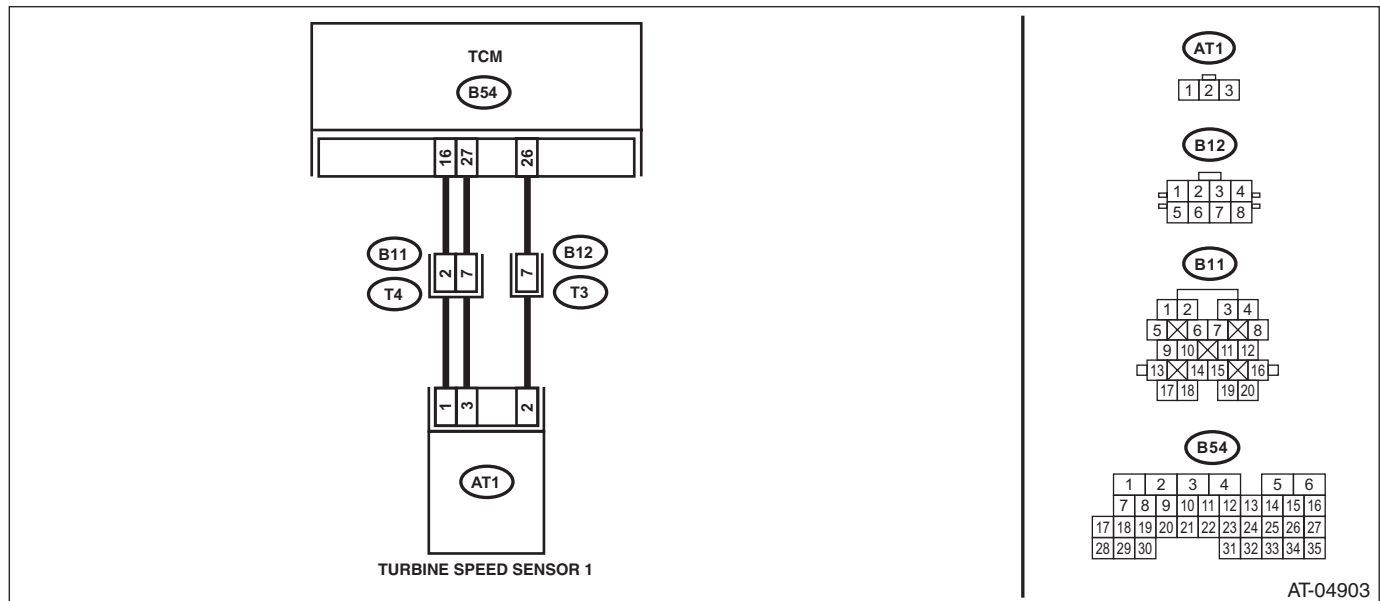 TCM
B54
16 27 26
B11 B12
2 7 7
T4 T3
1 3 2
AT1
TURBINE SPEED SENSOR 1
AT1
1 2 3
B12
1 2 3 4
5 6 7 8
B11
1 2 3 4
5 6 7 8
9 10 11 12
13 14 15 16
17 18 19 20
B54
1 2 3 4 5 6
7 8 9 10 11 12 13 14 15 16
17 18 19 20 21 22 23 24 25 26 27
28 29 30 31 32 33 34 35
AT-04903